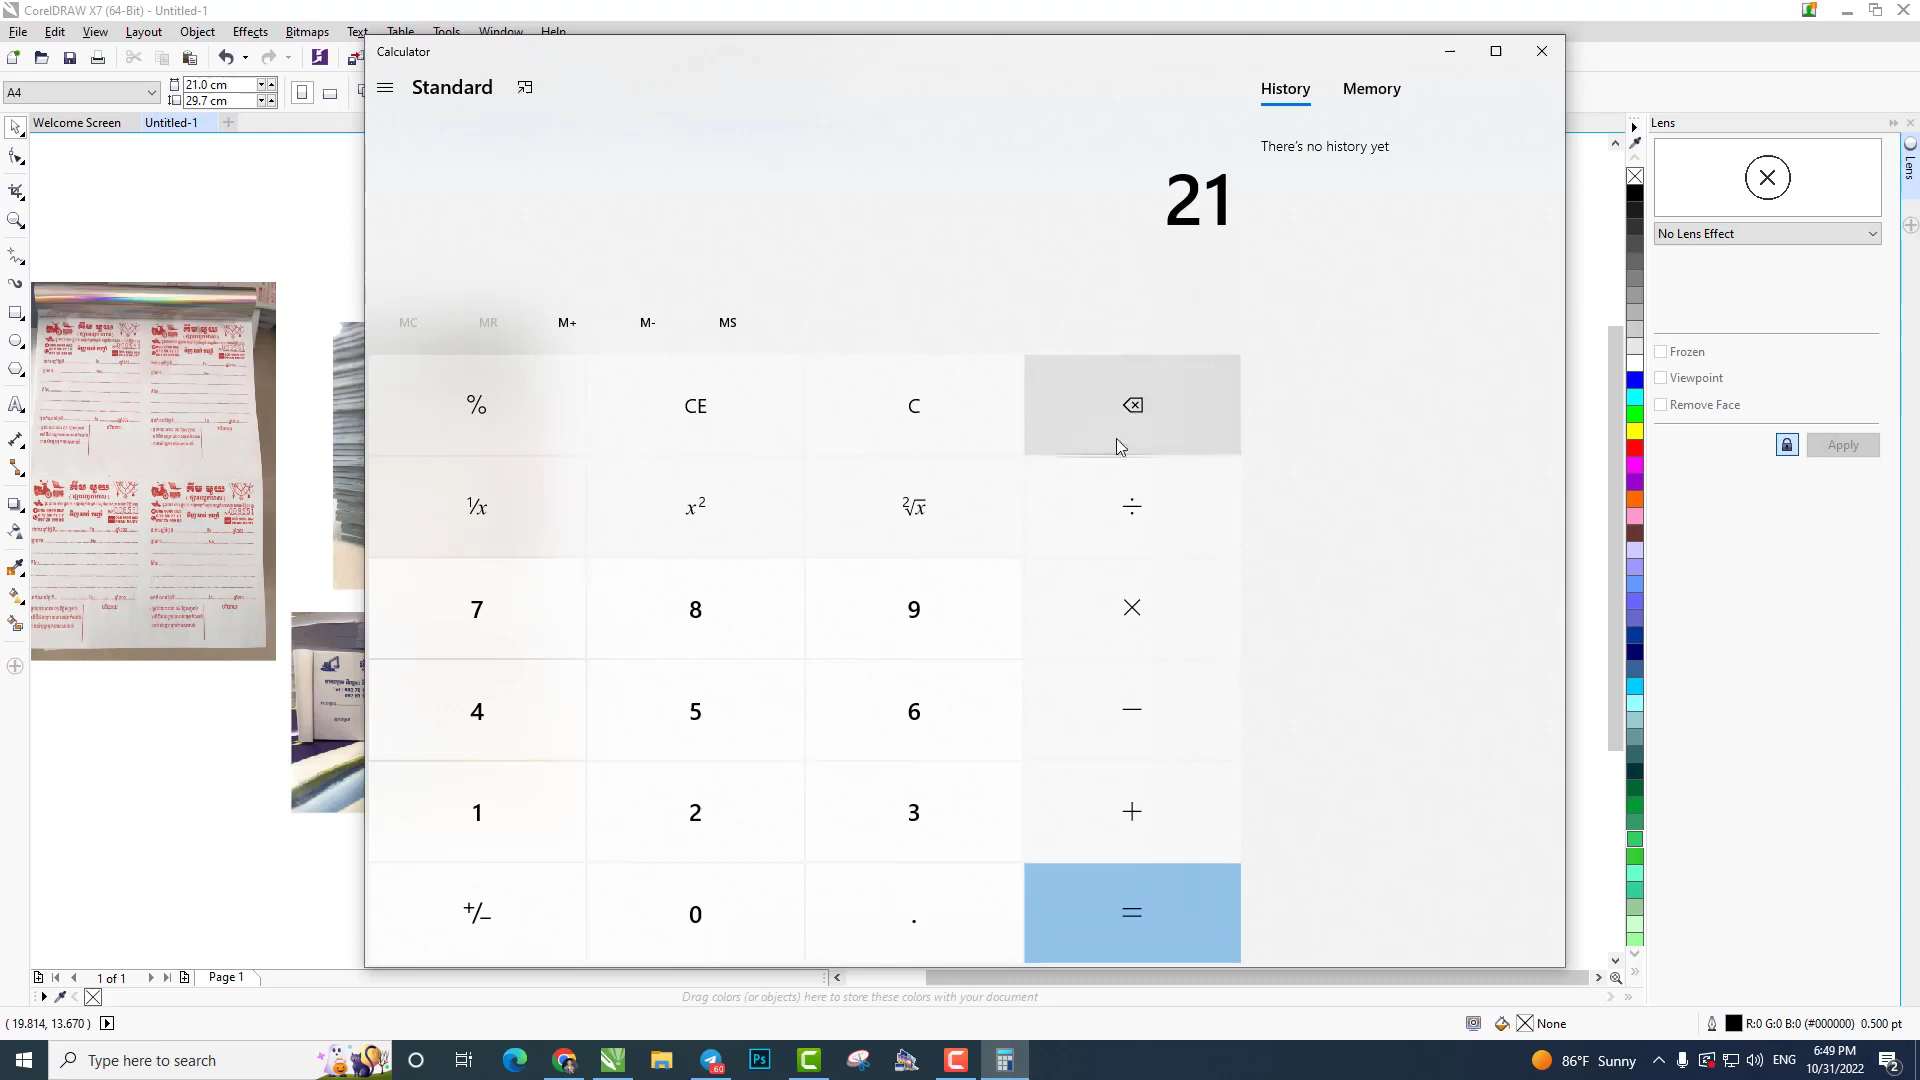 CorelDRAW X7 (64-Bit) - Untitled-1
File Edit View Layout Object Effects Bitmaps Text Table Tools Window Help
Calculator
Standard
History Memory
A4
21.0 cm
29.7 cm
Welcome Screen Untitled-1
There's no history yet
21
MC MR M+ M- MS
% CE C
¹/x x² ²√x ÷
7 8 9 ×
4 5 6 −
1 2 3 +
+/− 0 . =
Lens
Lens
No Lens Effect
Frozen
Viewpoint
Remove Face
Apply
1 of 1 Page 1
Drag colors (or objects) here to store these colors with your document
( 19.814, 13.670 )
None R:0 G:0 B:0 (#000000) 0.500 pt
Type here to search
Ps
60
86°F Sunny
ENG
6:49 PM
10/31/2022
2